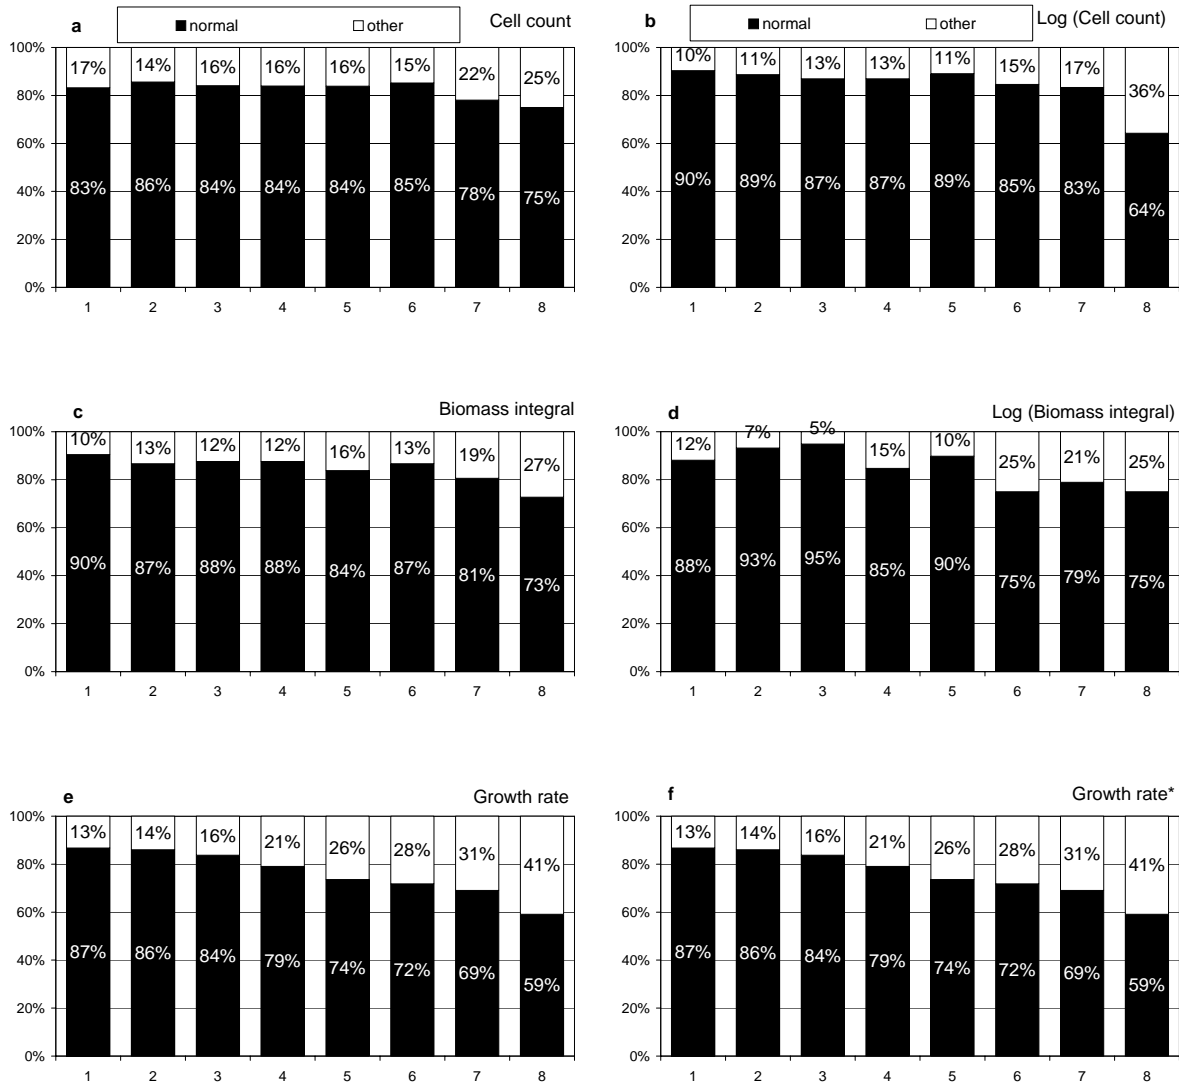 a
normal other
Cell count
100%
17% 14% 16% 16% 16% 15% 22% 25%
80%
60%
83% 86% 84% 84% 84% 85% 78% 75%
40%
20%
0%
1 2 3 4 5 6 7 8
b
normal other
Log (Cell count)
100%
10% 11% 13% 13% 11% 15% 17% 36%
80%
60%
90% 89% 87% 87% 89% 85% 83% 64%
40%
20%
0%
1 2 3 4 5 6 7 8
c Biomass integral
100%
10% 13% 12% 12% 16% 13% 19% 27%
80%
60%
90% 87% 88% 88% 84% 87% 81% 73%
40%
20%
0%
1 2 3 4 5 6 7 8
d Log (Biomass integral)
100%
12% 7% 5% 15% 10% 25% 21% 25%
80%
60%
88% 93% 95% 85% 90% 75% 79% 75%
40%
20%
0%
1 2 3 4 5 6 7 8
e Growth rate
100%
13% 14% 16% 21% 26% 28% 31% 41%
80%
60%
87% 86% 84% 79% 74% 72% 69% 59%
40%
20%
0%
1 2 3 4 5 6 7 8
f Growth rate*
100%
13% 14% 16% 21% 26% 28% 31% 41%
80%
60%
87% 86% 84% 79% 74% 72% 69% 59%
40%
20%
0%
1 2 3 4 5 6 7 8